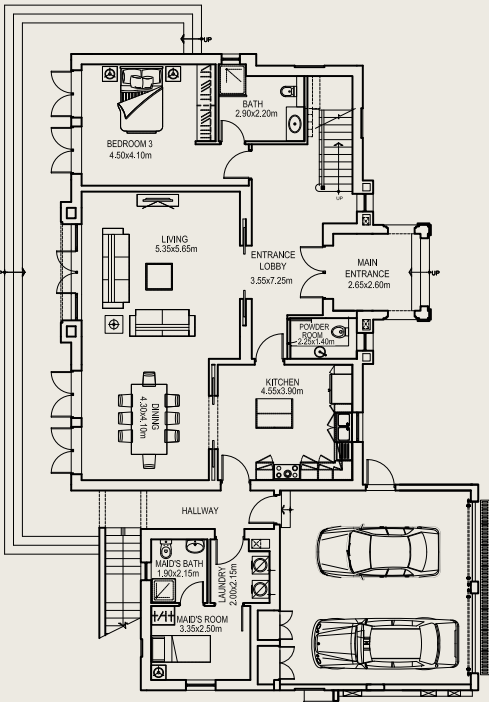 UP
BATH
2.90x2.20m
BEDROOM 3
4.50x4.10m
UP
LIVING
5.35x5.65m
ENTRANCE
LOBBY
3.55x7.25m
MAIN
ENTRANCE
2.65x2.60m
UP
POWDER
ROOM
2.25x1.40m
KITCHEN
4.55x3.90m
DINING
4.30x4.10m
HALLWAY
MAID'S BATH
1.90x2.15m
LAUNDRY
2.00x2.15m
MAID'S ROOM
3.35x2.50m